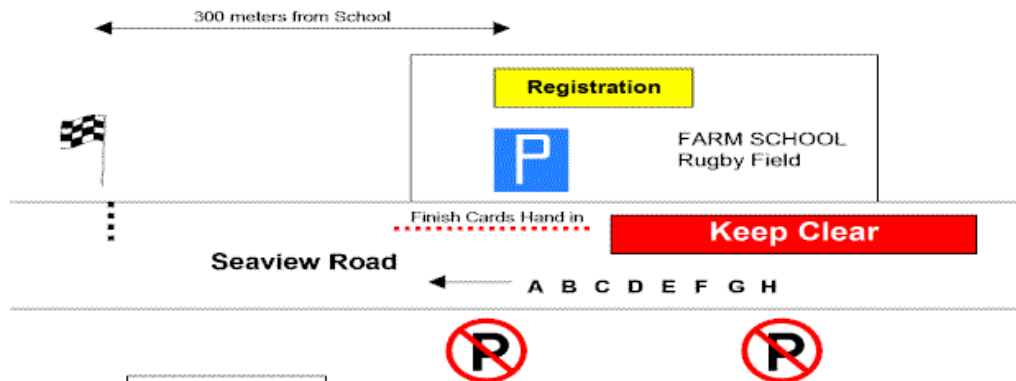 300 meters from School
Registration
P
FARM SCHOOL
Rugby Field
Finish Cards Hand in
Keep Clear
Seaview Road
A B C D E F G H
P
P